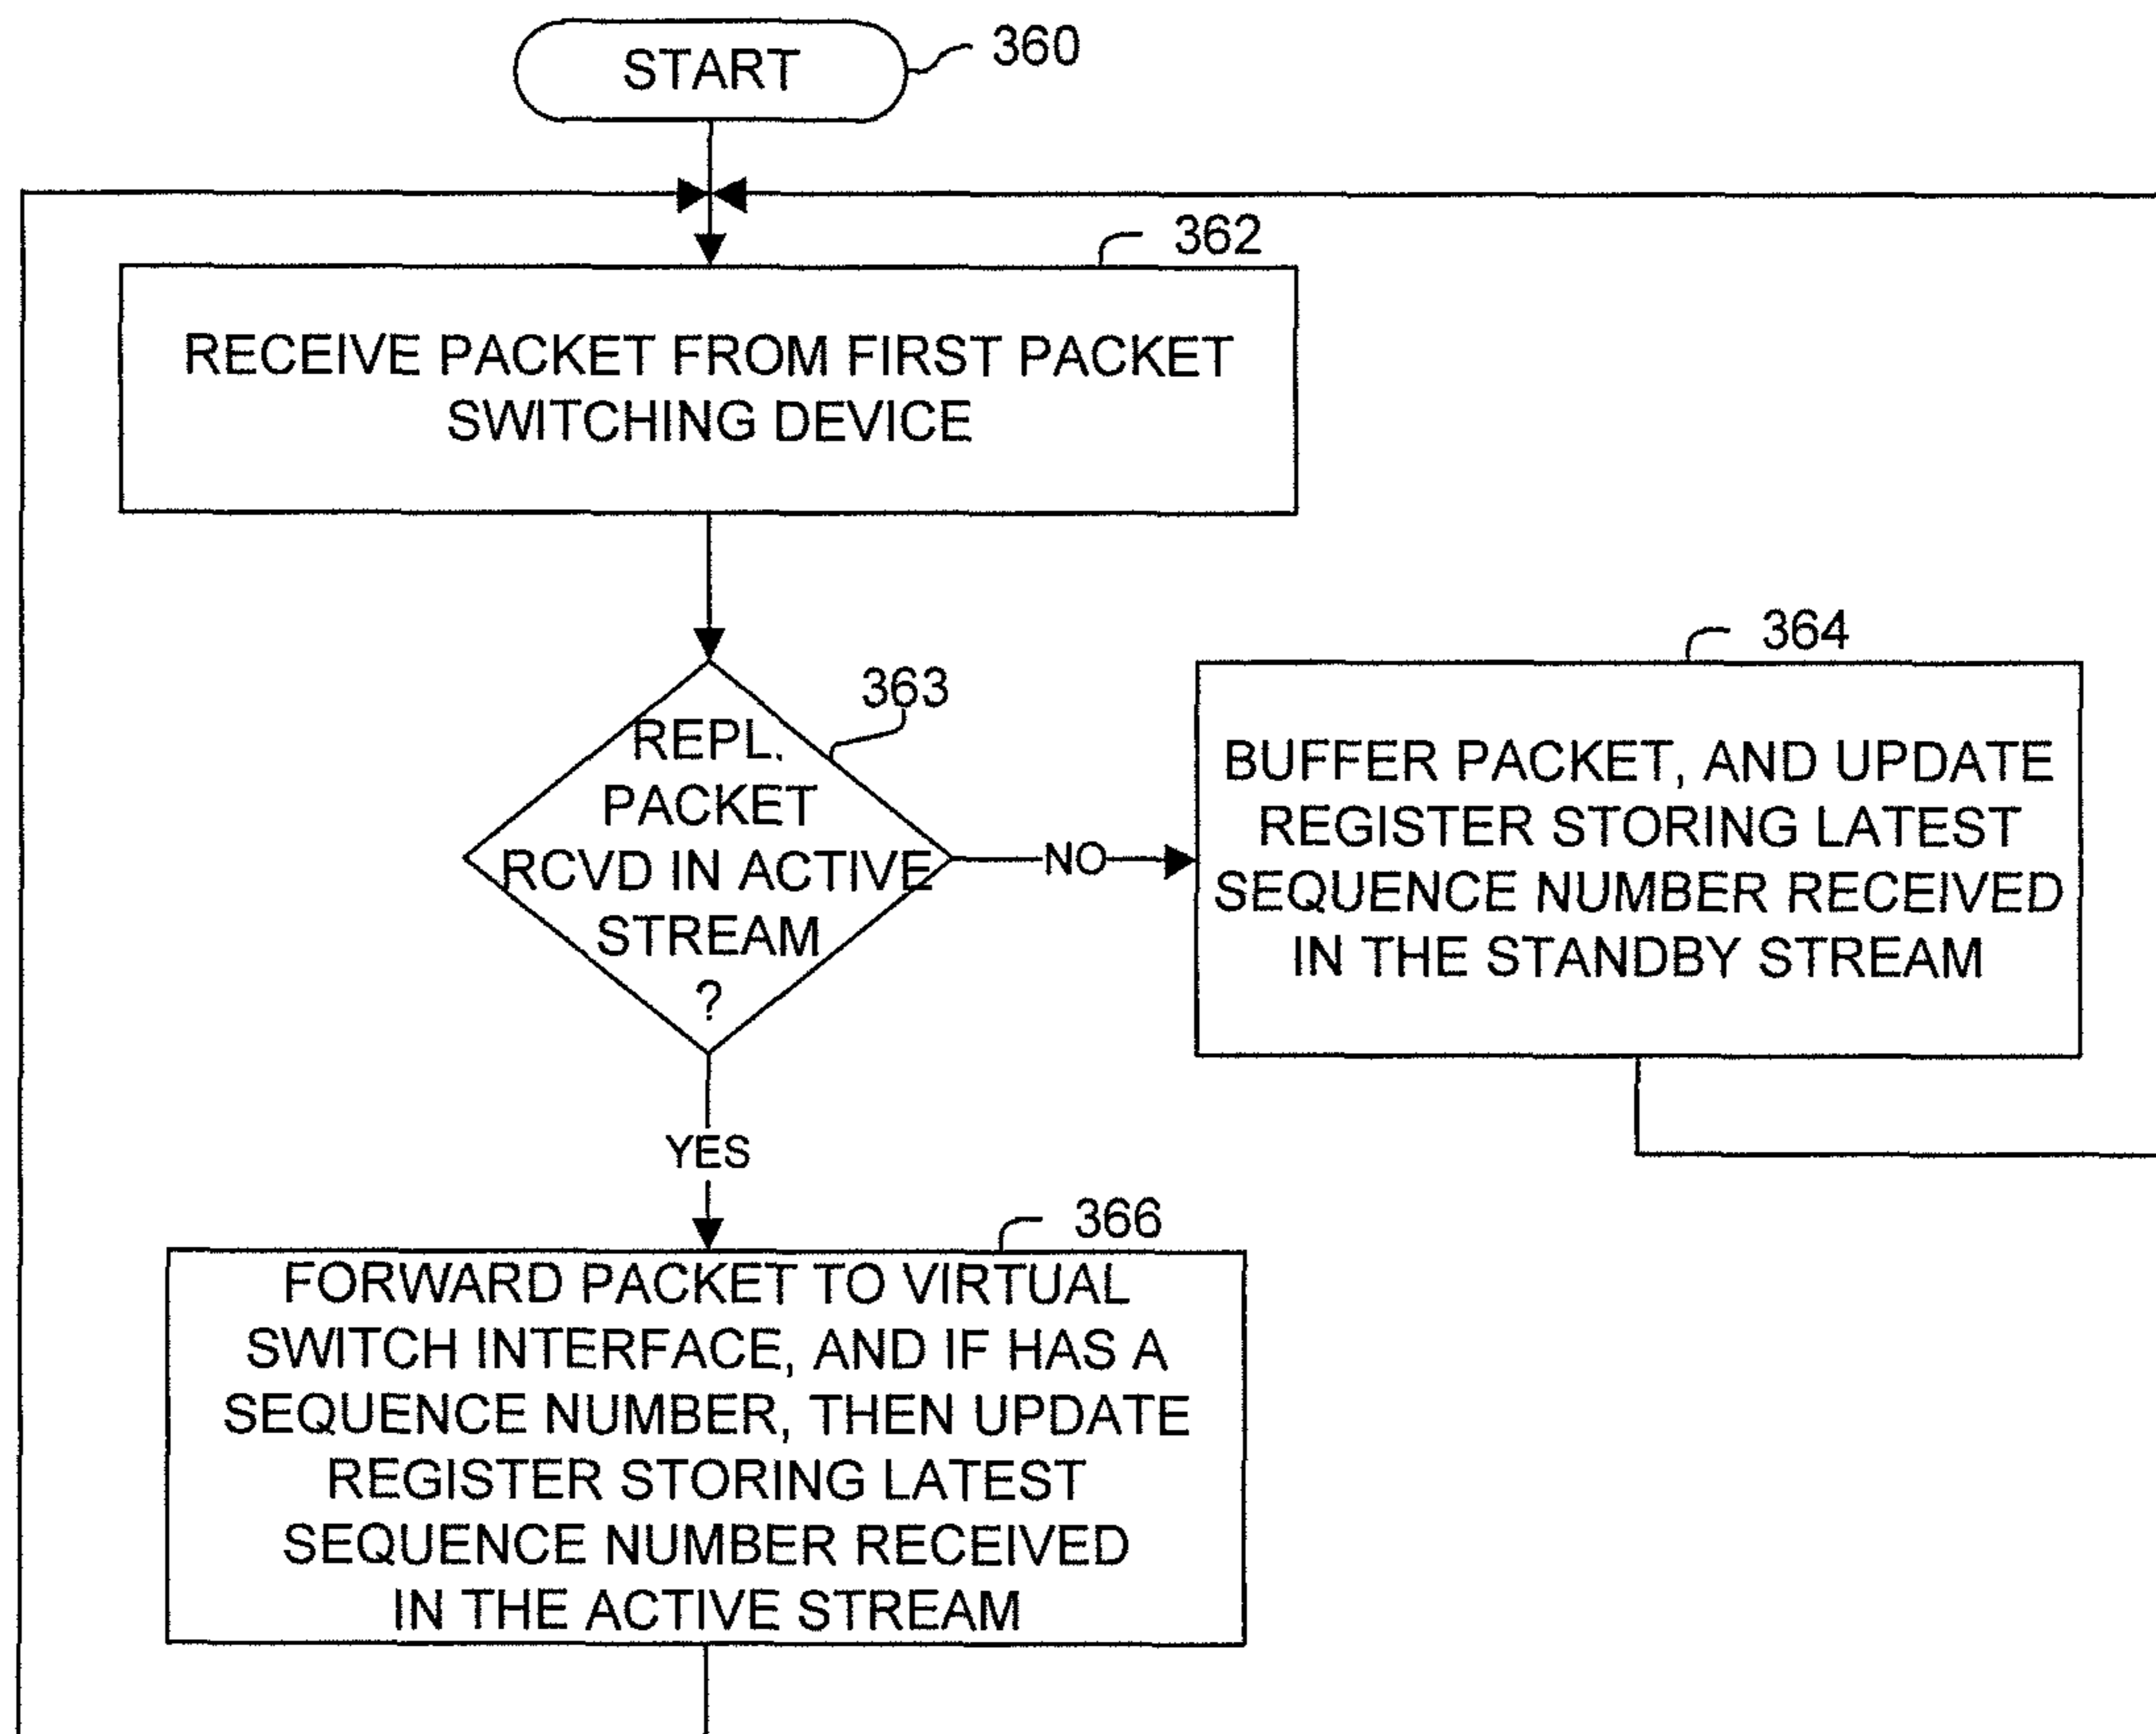 START
360
362
RECEIVE PACKET FROM FIRST PACKET
SWITCHING DEVICE
363
REPL.
PACKET
RCVD IN ACTIVE
STREAM
?
NO
364
BUFFER PACKET, AND UPDATE
REGISTER STORING LATEST
SEQUENCE NUMBER RECEIVED
IN THE STANDBY STREAM
YES
366
FORWARD PACKET TO VIRTUAL
SWITCH INTERFACE, AND IF HAS A
SEQUENCE NUMBER, THEN UPDATE
REGISTER STORING LATEST
SEQUENCE NUMBER RECEIVED
IN THE ACTIVE STREAM